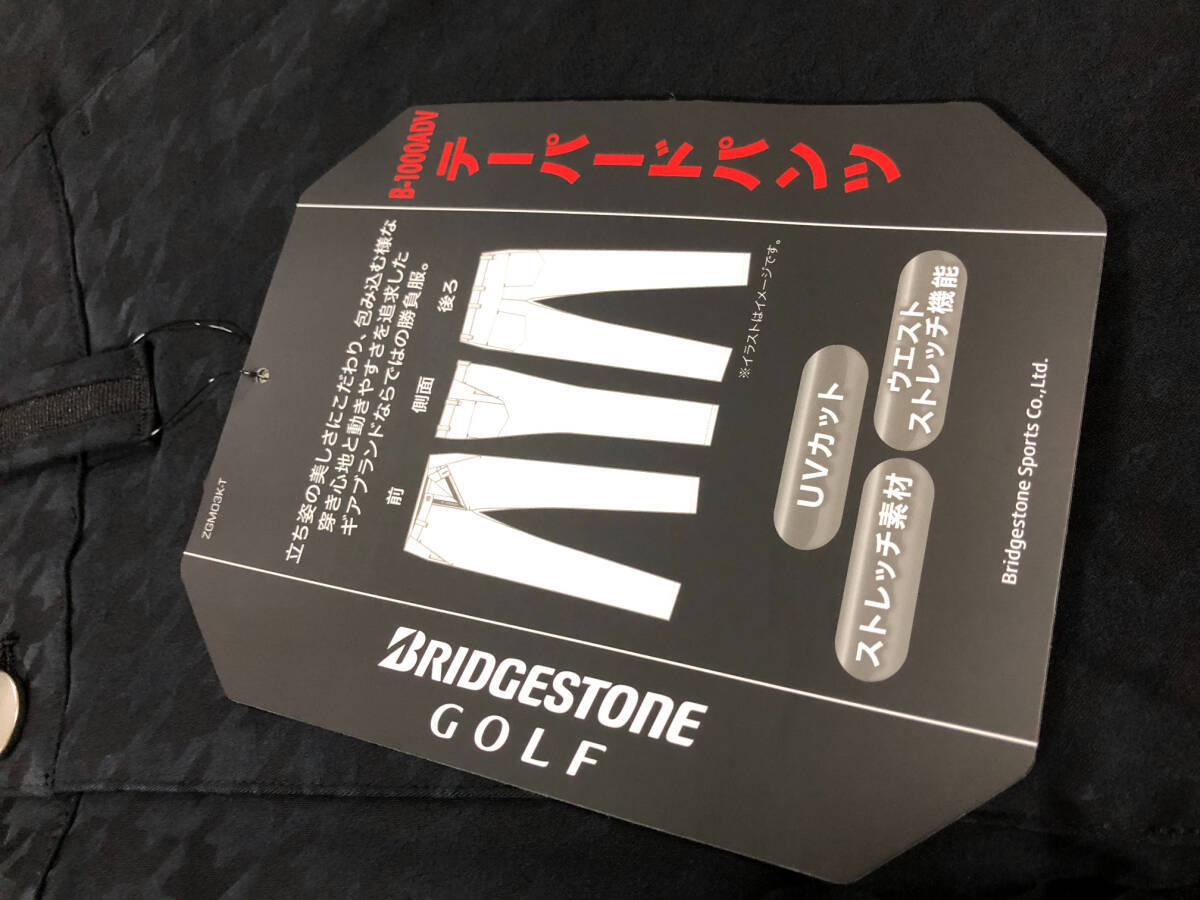 B-1000ADV
テーパードパンツ
立ち姿の美しさにこだわり、包み込む様な
穿き心地と動きやすさを追求した
ギアブランドならではの勝負服。
前
側面
後ろ
※イラストはイメージです。
UVカット
ストレッチ素材
ウエスト
ストレッチ機能
Bridgestone Sports Co.,Ltd.
ZGM03K-T
BRIDGESTONE
GOLF